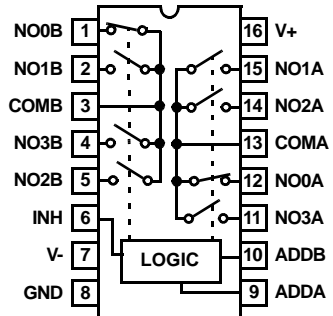 NO0B 1 16 V+
NO1B 2 15 NO1A
COMB 3 14 NO2A
NO3B 4 13 COMA
NO2B 5 12 NO0A
INH 6 11 NO3A
V- 7 LOGIC 10 ADDB
GND 8 9 ADDA